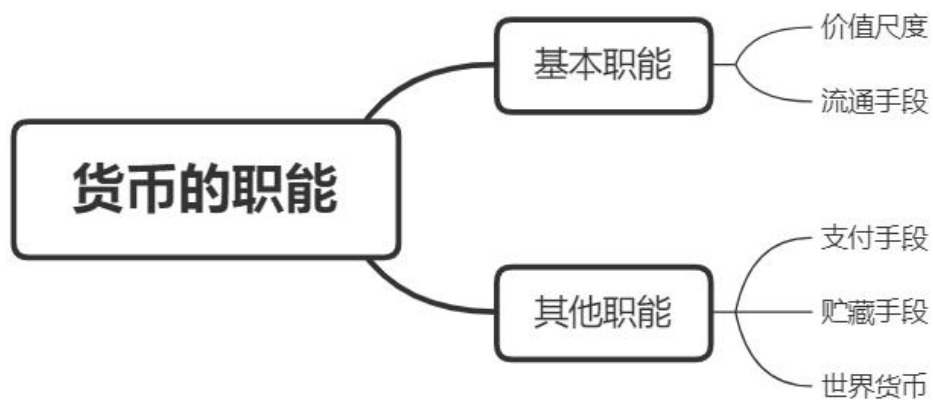 货币的职能
基本职能
价值尺度
流通手段
其他职能
支付手段
贮藏手段
世界货币